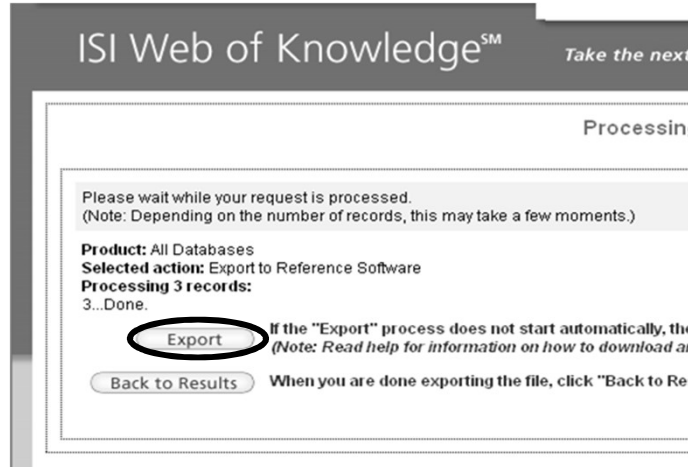 ISI Web of Knowledge℠
Take the next
Processing
Please wait while your request is processed.
(Note: Depending on the number of records, this may take a few moments.)
Product: All Databases
Selected action: Export to Reference Software
Processing 3 records:
3...Done.
Export
If the "Export" process does not start automatically, the
(Note: Read help for information on how to download a
Back to Results
When you are done exporting the file, click "Back to Re